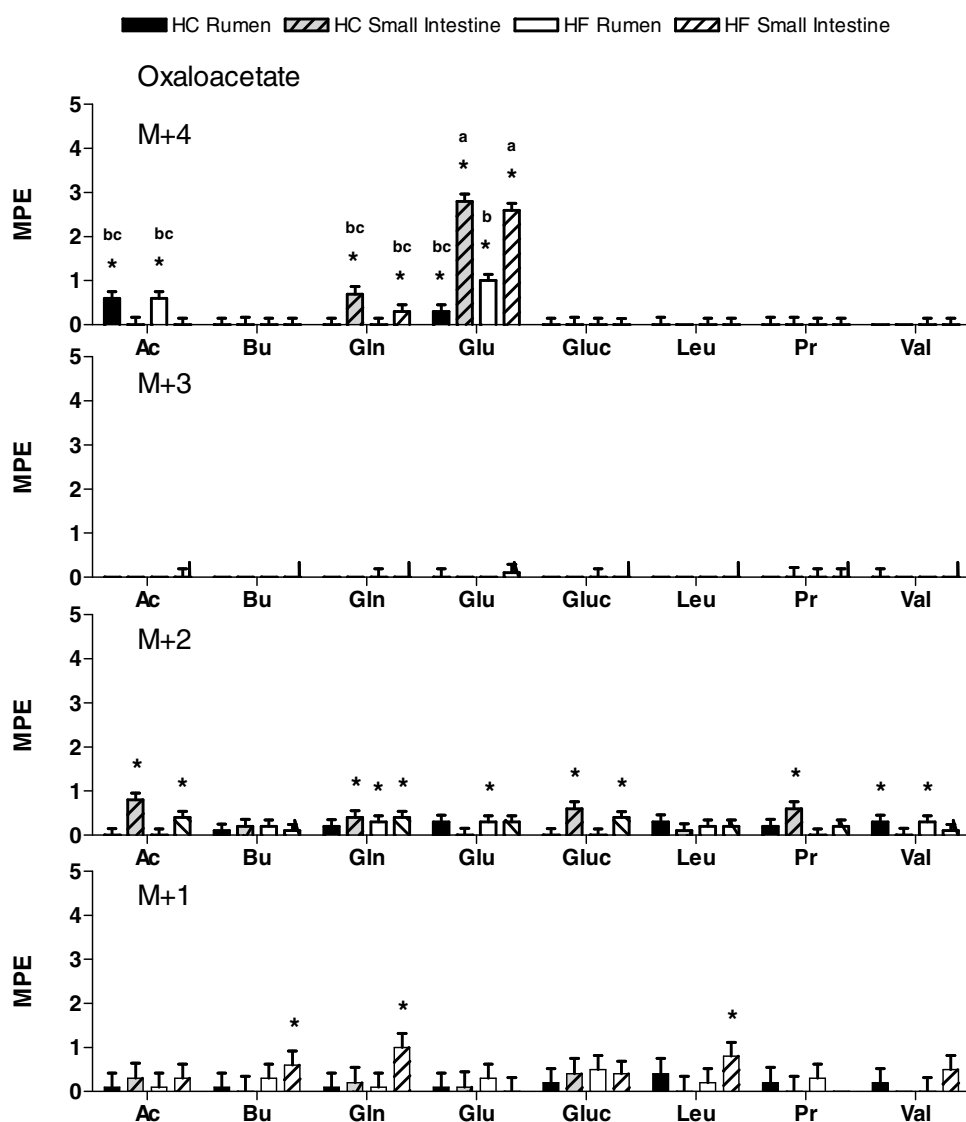 HC Rumen HC Small Intestine HF Rumen HF Small Intestine
Oxaloacetate
5
M+4
4
a a
* *
3
MPE
2
bc bc bc bc bc b
* * * * * *
1
0
Ac Bu Gln Glu Gluc Leu Pr Val
5
M+3
4
3
MPE
2
1
0
Ac Bu Gln Glu Gluc Leu Pr Val
5
M+2
4
3
MPE
2
1
* * * * * * * * * * *
0
Ac Bu Gln Glu Gluc Leu Pr Val
5
M+1
4
3
MPE
2
* * *
1
0
Ac Bu Gln Glu Gluc Leu Pr Val